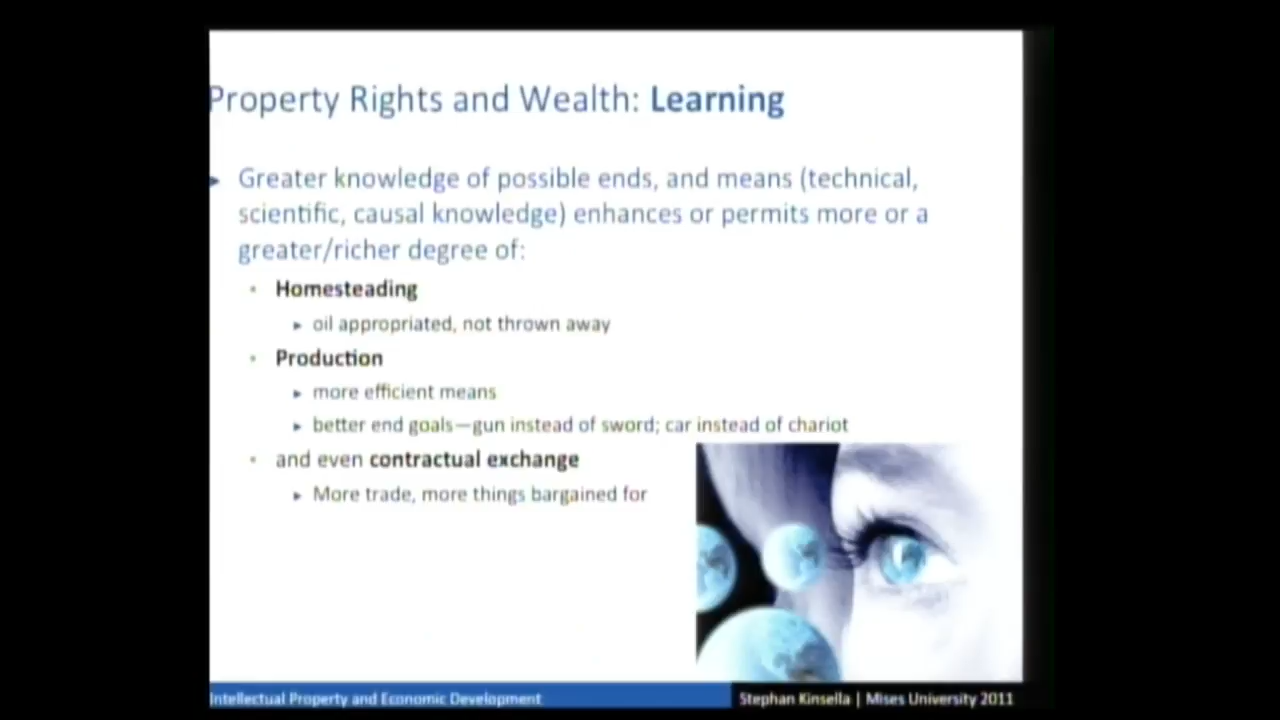 Property Rights and Wealth: Learning
Greater knowledge of possible ends, and means (technical,
scientific, causal knowledge) enhances or permits more or a
greater/richer degree of:
Homesteading
oil appropriated, not thrown away
Production
more efficient means
better end goals—gun instead of sword; car instead of chariot
and even contractual exchange
More trade, more things bargained for
Intellectual Property and Economic Development
Stephan Kinsella | Mises University 2011